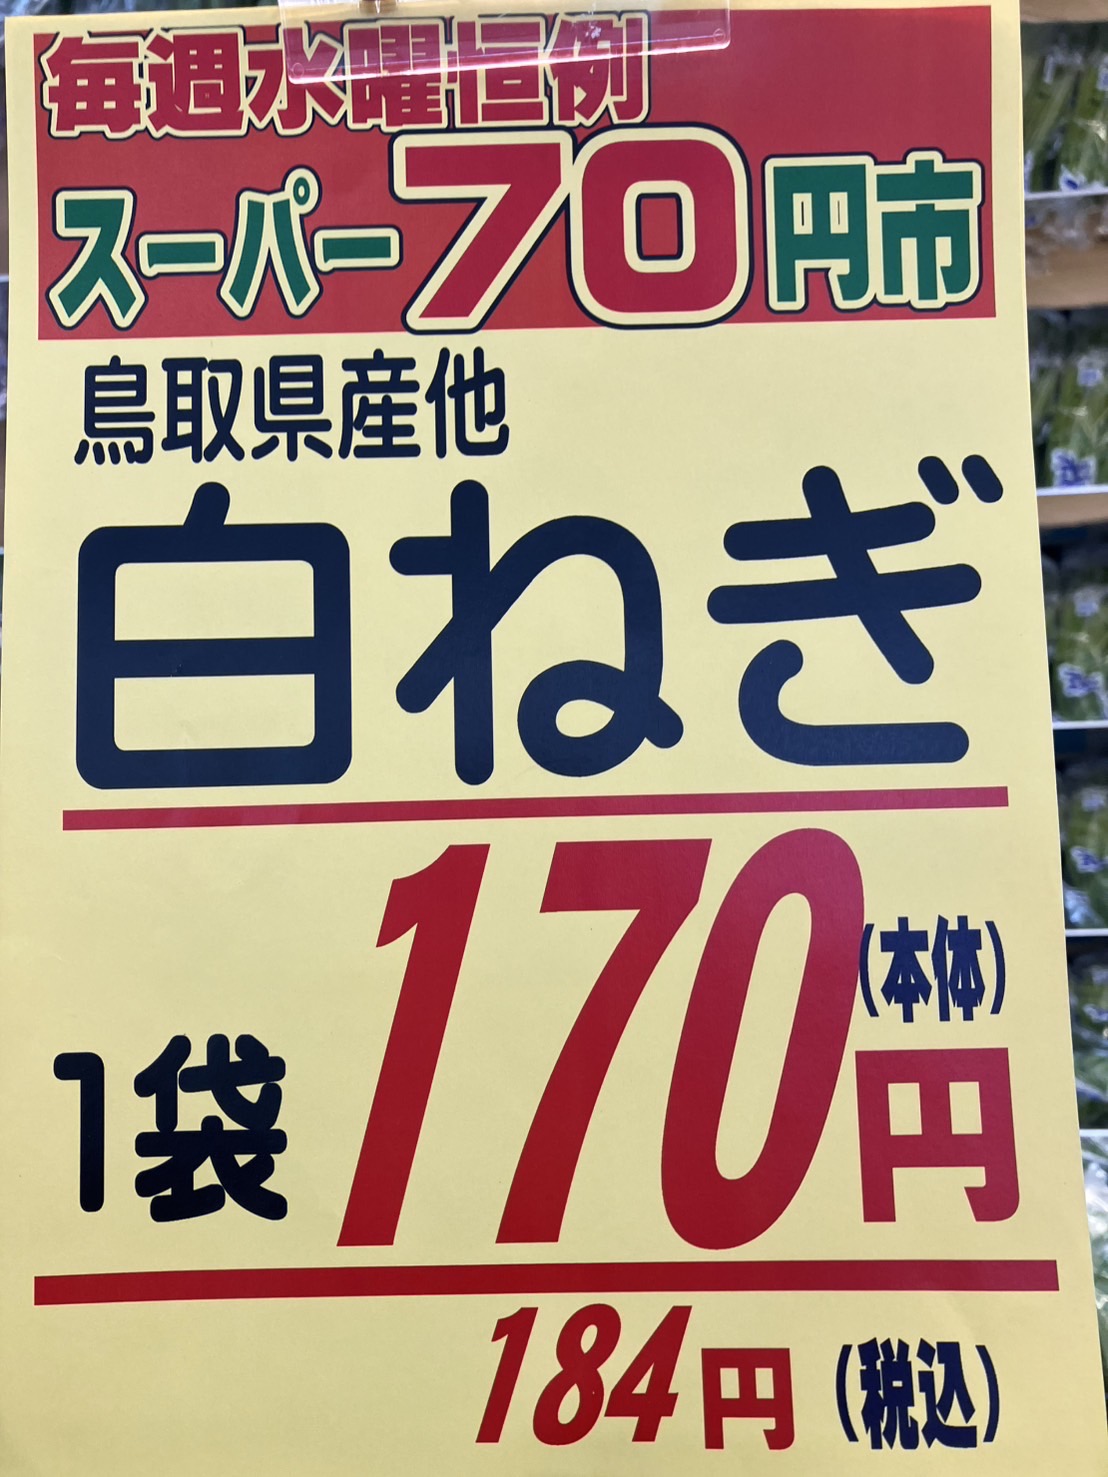 毎週水曜恒例
スーパー70円市
鳥取県産他
白ねぎ
1袋170円(本体)
184円(税込)